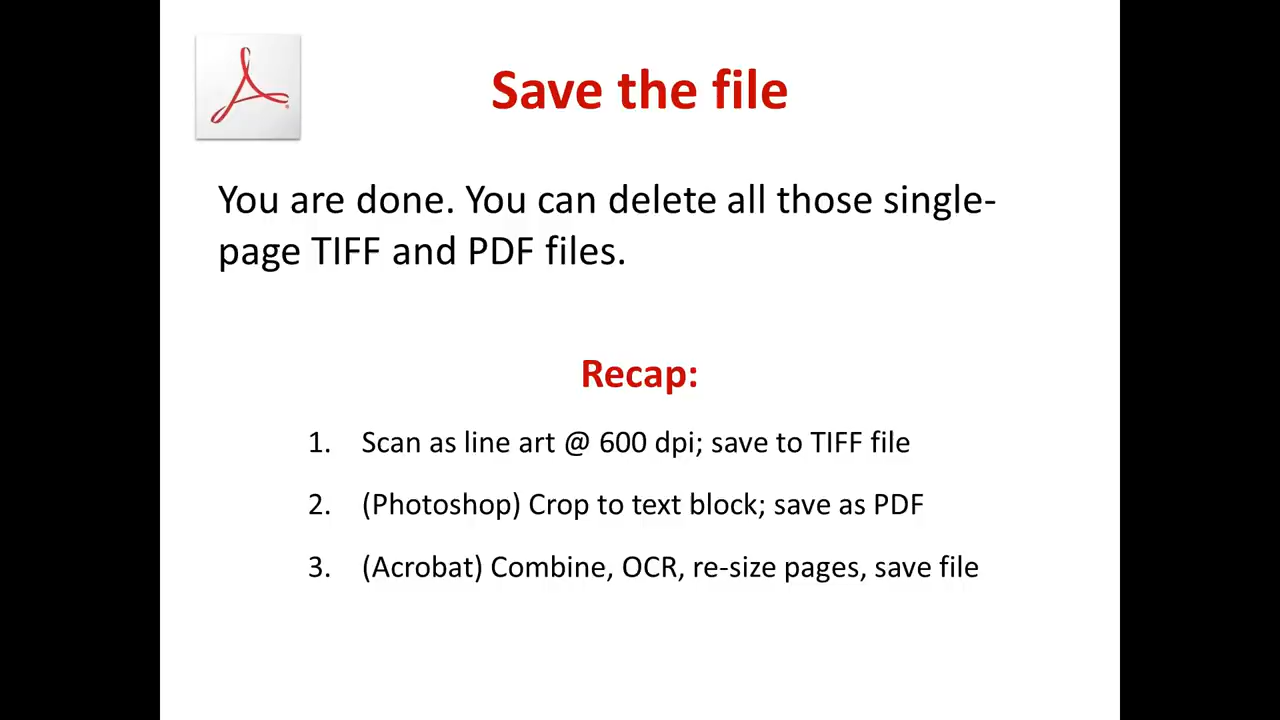 Save the file
You are done. You can delete all those single-
page TIFF and PDF files.
Recap:
1. Scan as line art @ 600 dpi; save to TIFF file
2. (Photoshop) Crop to text block; save as PDF
3. (Acrobat) Combine, OCR, re-size pages, save file